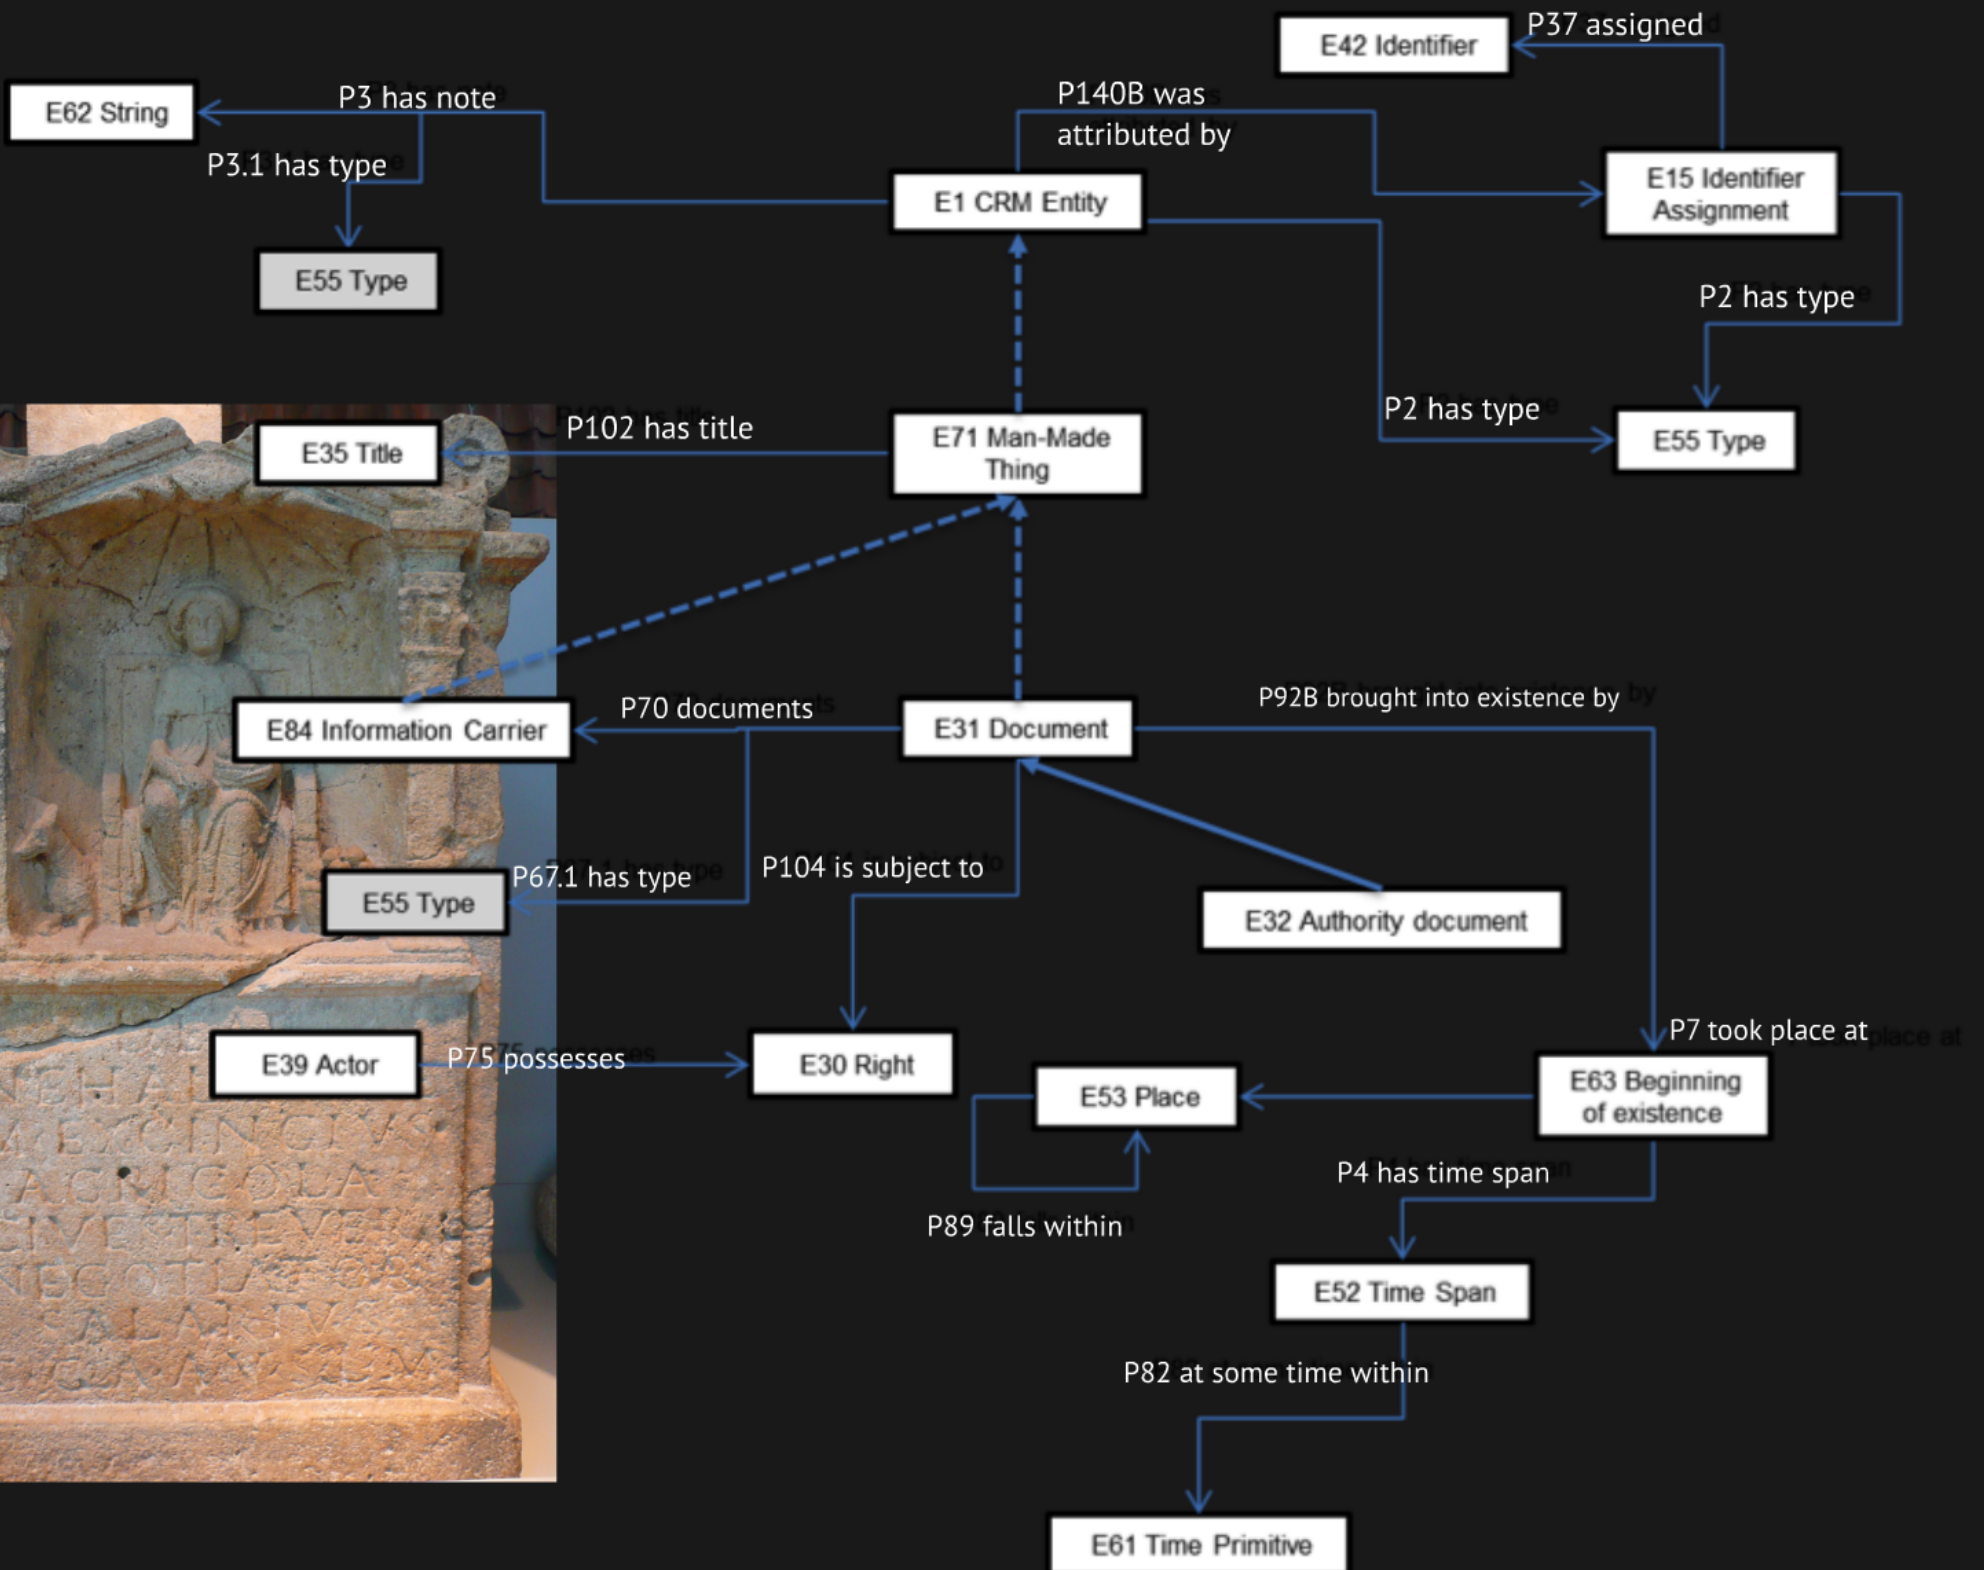 E42 Identifier
P37 assigned
E62 String
P3 has note
P140B was
attributed by
P3.1 has type
E1 CRM Entity
E15 Identifier
Assignment
E55 Type
P2 has type
E35 Title
P102 has title
E71 Man-Made
Thing
P2 has type
E55 Type
E84 Information Carrier
P70 documents
E31 Document
P92B brought into existence by
E55 Type
P67.1 has type
P104 is subject to
E32 Authority document
E39 Actor
P75 possesses
E30 Right
E53 Place
P7 took place at
E63 Beginning
of existence
P4 has time span
P89 falls within
E52 Time Span
P82 at some time within
E61 Time Primitive
EXCINGIV
AGRICOLA
CIVES TREVER